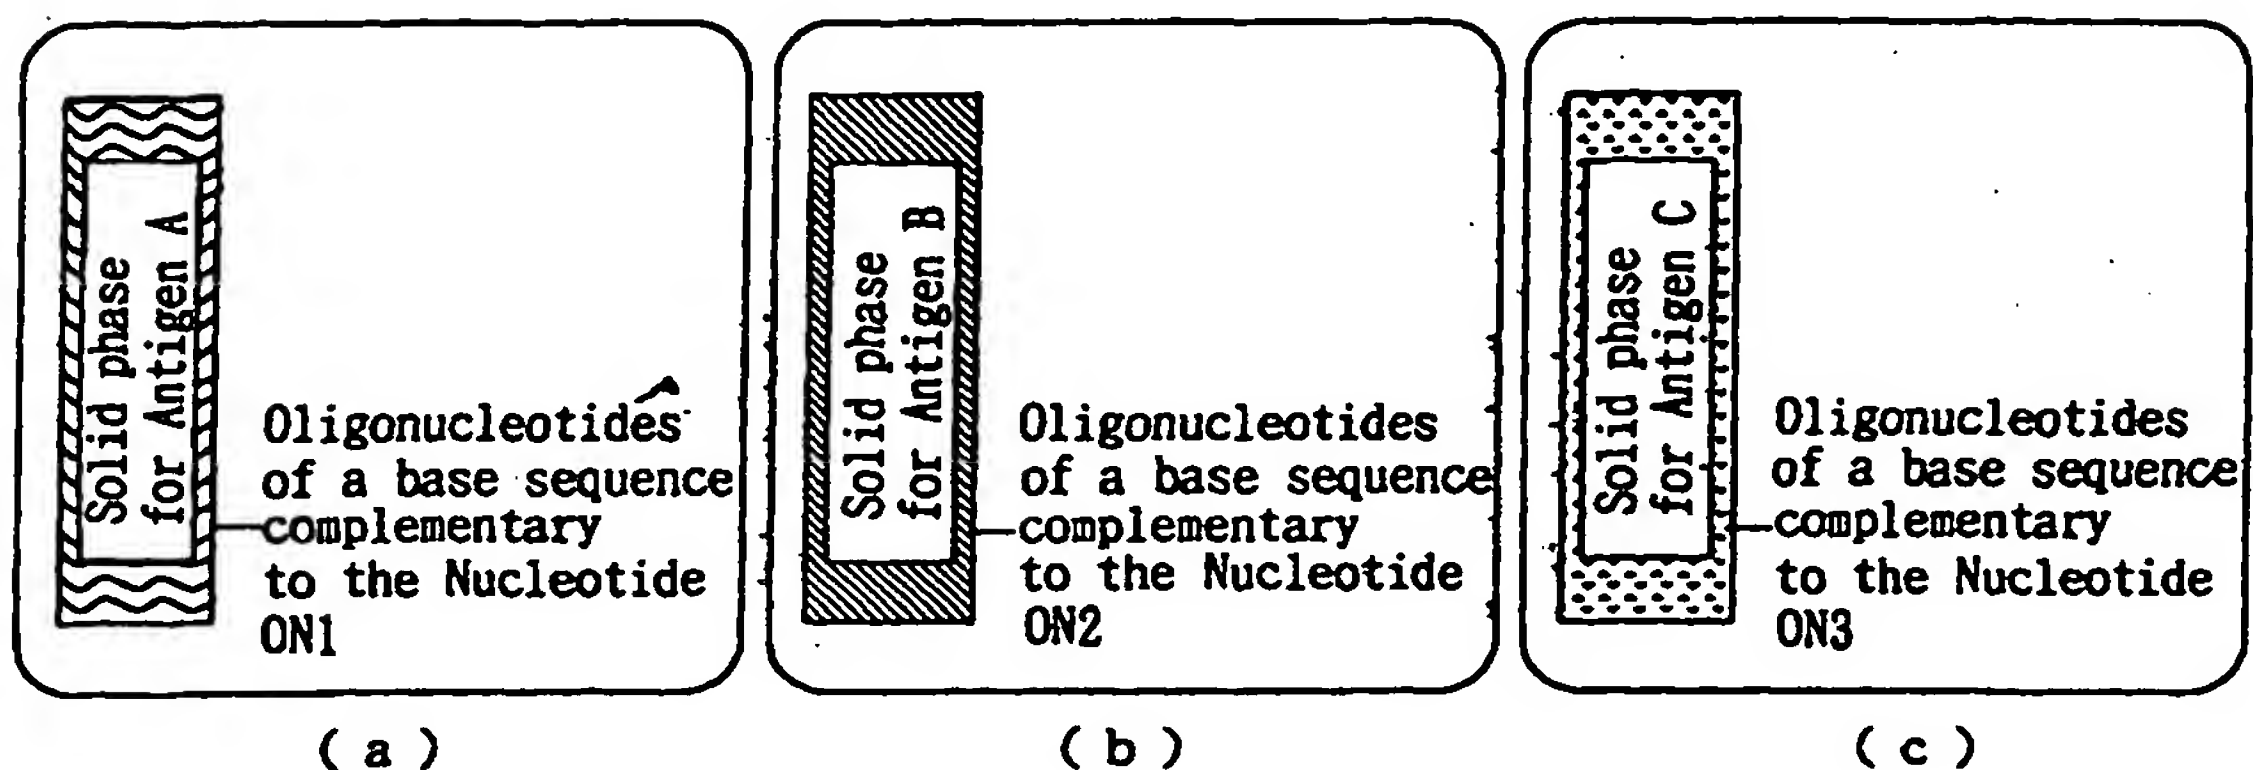 Solid phase
for Antigen A
Oligonucleotides
of a base sequence
complementary
to the Nucleotide
ON1
( a )
Solid phase
for Antigen B
Oligonucleotides
of a base sequence
complementary
to the Nucleotide
ON2
( b )
Solid phase
for Antigen C
Oligonucleotides
of a base sequence
complementary
to the Nucleotide
ON3
( c )